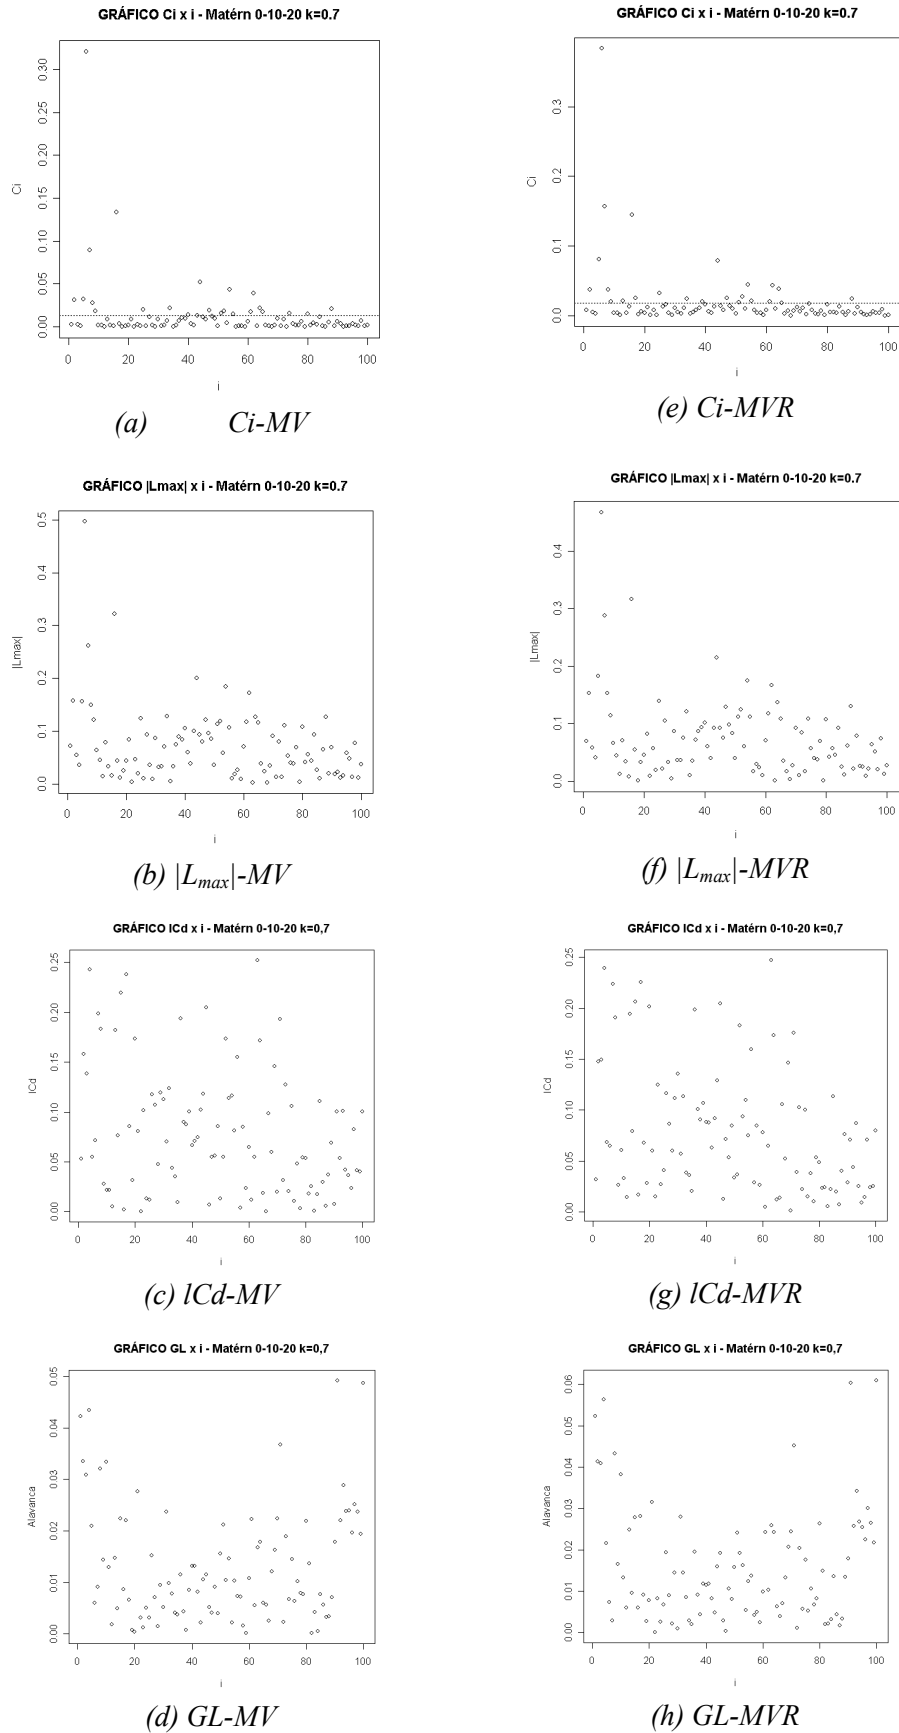 GRÁFICO Ci x i - Matérn 0-10-20 k=0.7
Ci
0.00 0.05 0.10 0.15 0.20 0.25 0.30
0 20 40 60 80 100
i
(a) Ci-MV
GRÁFICO Ci x i - Matérn 0-10-20 k=0.7
Ci
0.0 0.1 0.2 0.3
0 20 40 60 80 100
i
(e) Ci-MVR
GRÁFICO |Lmax| x i - Matérn 0-10-20 k=0.7
|Lmax|
0.0 0.1 0.2 0.3 0.4 0.5
0 20 40 60 80 100
i
(b) |Lmax|-MV
GRÁFICO |Lmax| x i - Matérn 0-10-20 k=0.7
|Lmax|
0.0 0.1 0.2 0.3 0.4
0 20 40 60 80 100
i
(f) |Lmax|-MVR
GRÁFICO ICd x i - Matérn 0-10-20 k=0,7
ICd
0.00 0.05 0.10 0.15 0.20 0.25
0 20 40 60 80 100
i
(c) lCd-MV
GRÁFICO ICd x i - Matérn 0-10-20 k=0,7
ICd
0.00 0.05 0.10 0.15 0.20 0.25
0 20 40 60 80 100
i
(g) lCd-MVR
GRÁFICO GL x i - Matérn 0-10-20 k=0,7
Alavanca
0.00 0.01 0.02 0.03 0.04 0.05
0 20 40 60 80 100
i
(d) GL-MV
GRÁFICO GL x i - Matérn 0-10-20 k=0,7
Alavanca
0.00 0.01 0.02 0.03 0.04 0.05 0.06
0 20 40 60 80 100
i
(h) GL-MVR